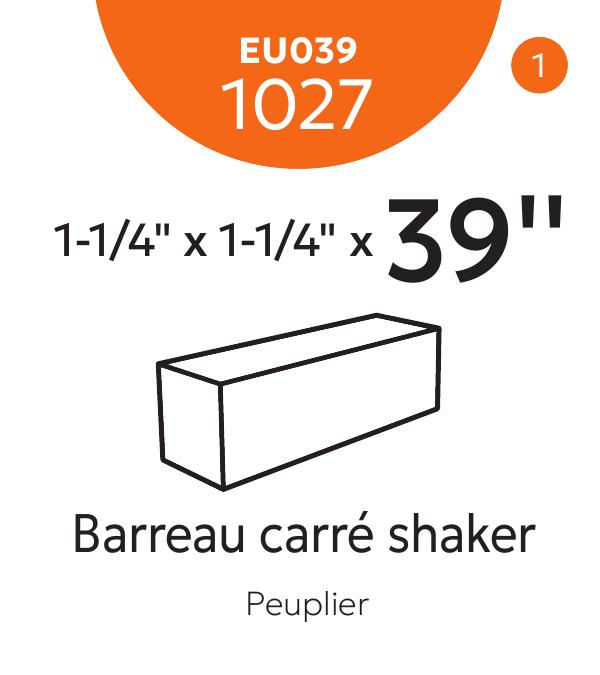 EU039
1027
1
1-1/4" x 1-1/4" x 39"
Barreau carré shaker
Peuplier